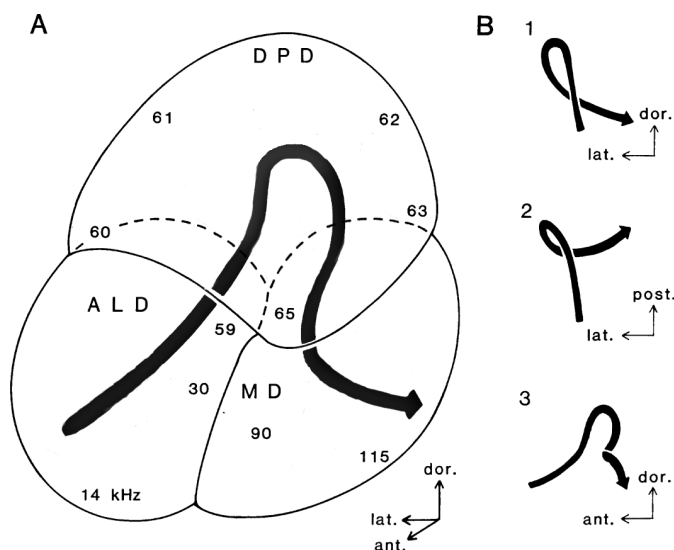 A
D P D
61
62
60
63
A L D
59
65
30
M D
90
115
14 kHz
dor.
lat.
ant.
B
1
dor.
lat.
2
post.
lat.
3
dor.
ant.